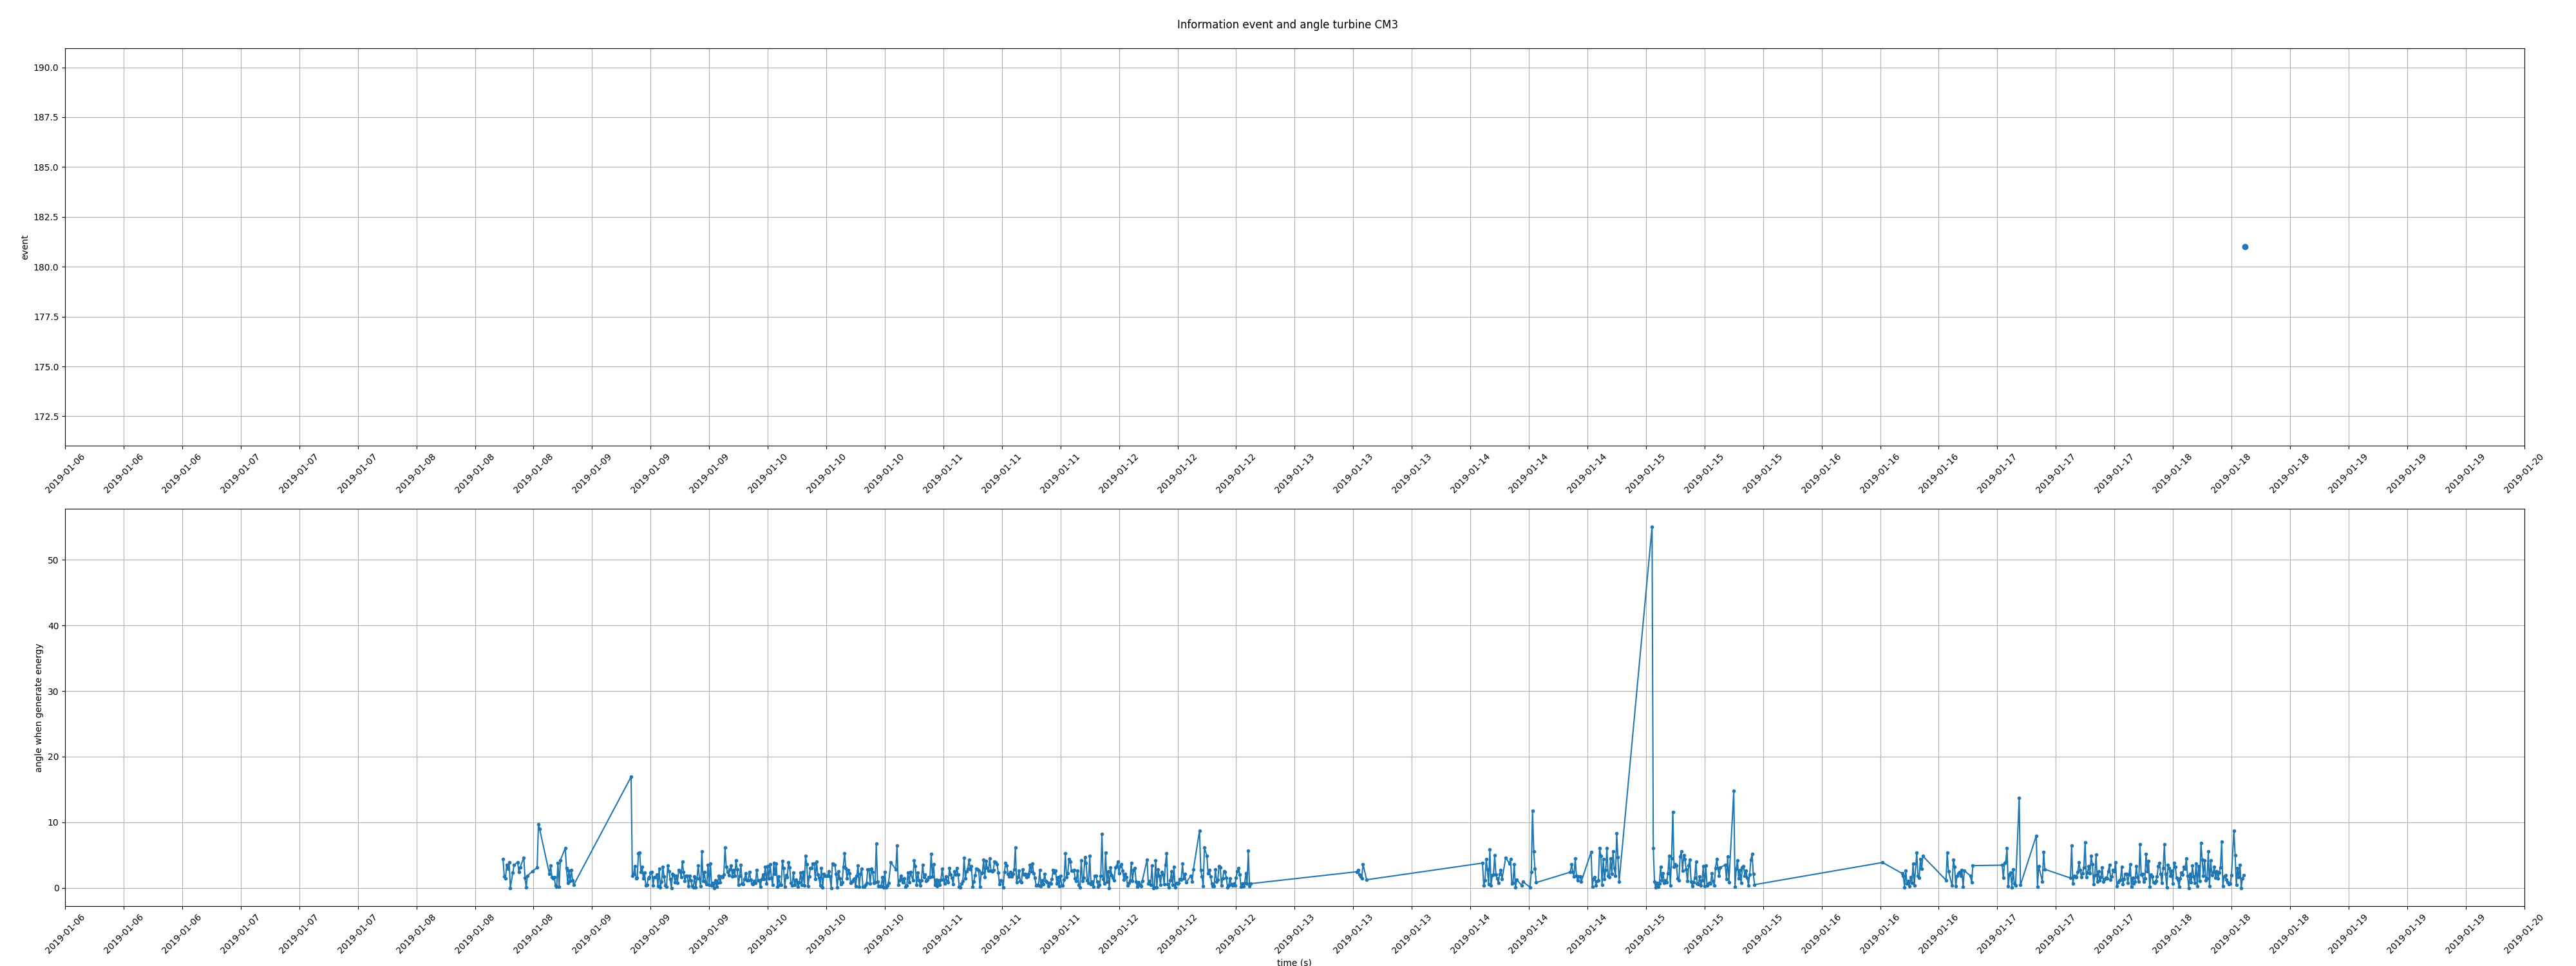 Information event and angle turbine CM3
190.0
187.5
185.0
182.5
180.0
177.5
175.0
172.5
event
2019-01-06 2019-01-06 2019-01-06 2019-01-07 2019-01-07 2019-01-07 2019-01-08 2019-01-08 2019-01-08 2019-01-09 2019-01-09 2019-01-09 2019-01-10 2019-01-10 2019-01-10 2019-01-11 2019-01-11 2019-01-11 2019-01-12 2019-01-12 2019-01-12 2019-01-13 2019-01-13 2019-01-13 2019-01-14 2019-01-14 2019-01-14 2019-01-15 2019-01-15 2019-01-15 2019-01-16 2019-01-16 2019-01-16 2019-01-17 2019-01-17 2019-01-17 2019-01-18 2019-01-18 2019-01-18 2019-01-19 2019-01-19 2019-01-19 2019-01-20
50
40
30
20
10
0
angle when generate energy
2019-01-06 2019-01-06 2019-01-06 2019-01-07 2019-01-07 2019-01-07 2019-01-08 2019-01-08 2019-01-08 2019-01-09 2019-01-09 2019-01-09 2019-01-10 2019-01-10 2019-01-10 2019-01-11 2019-01-11 2019-01-11 2019-01-12 2019-01-12 2019-01-12 2019-01-13 2019-01-13 2019-01-13 2019-01-14 2019-01-14 2019-01-14 2019-01-15 2019-01-15 2019-01-15 2019-01-16 2019-01-16 2019-01-16 2019-01-17 2019-01-17 2019-01-17 2019-01-18 2019-01-18 2019-01-18 2019-01-19 2019-01-19 2019-01-19 2019-01-20
time (s)